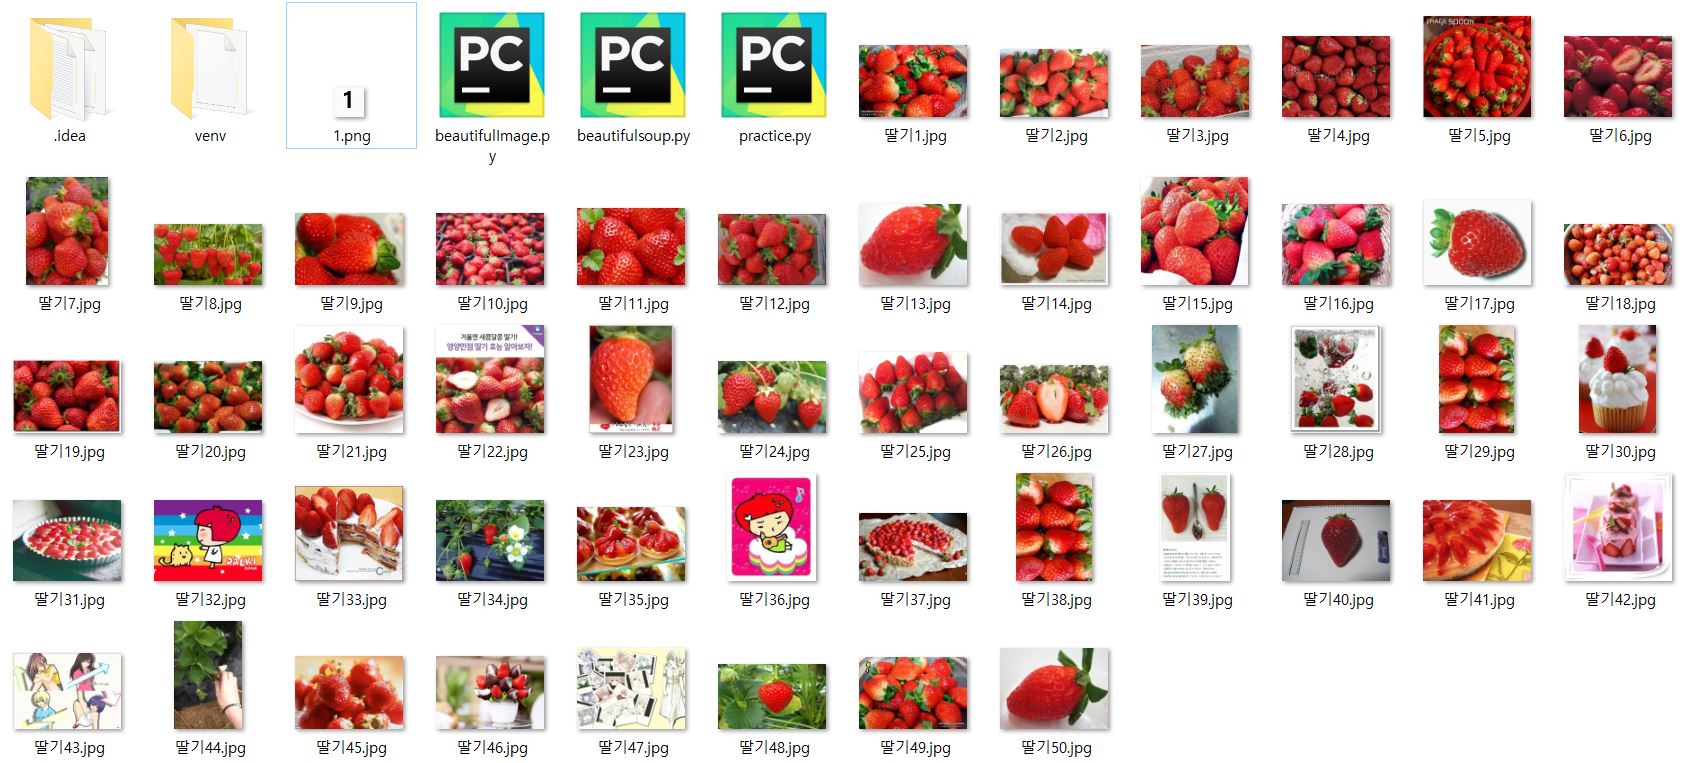 IMAGE SODON
PC
PC
PC
1
.idea
venv
1.png
beautifulImage.p
y
beautifulsoup.py
practice.py
딸기1.jpg
딸기2.jpg
딸기3.jpg
딸기4.jpg
딸기5.jpg
딸기6.jpg
딸기7.jpg
딸기8.jpg
딸기9.jpg
딸기10.jpg
딸기11.jpg
딸기12.jpg
딸기13.jpg
딸기14.jpg
딸기15.jpg
딸기16.jpg
딸기17.jpg
딸기18.jpg
겨울엔 새콤달콤 딸기!
영양만점 딸기 효능 알아보자!
딸기19.jpg
딸기20.jpg
딸기21.jpg
딸기22.jpg
딸기23.jpg
딸기24.jpg
딸기25.jpg
딸기26.jpg
딸기27.jpg
딸기28.jpg
딸기29.jpg
딸기30.jpg
DALKI
딸기31.jpg
딸기32.jpg
딸기33.jpg
딸기34.jpg
딸기35.jpg
딸기36.jpg
딸기37.jpg
딸기38.jpg
딸기39.jpg
딸기40.jpg
딸기41.jpg
딸기42.jpg
딸기43.jpg
딸기44.jpg
딸기45.jpg
딸기46.jpg
딸기47.jpg
딸기48.jpg
딸기49.jpg
딸기50.jpg